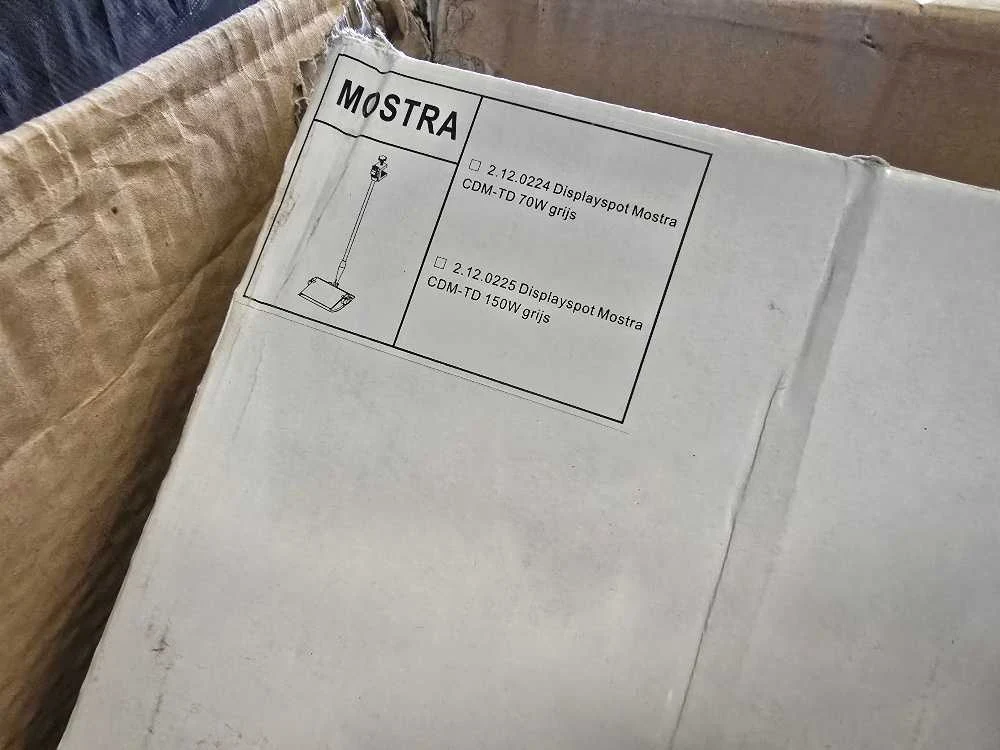 MOSTRA
☐ 2.12.0224 Displayspot Mostra
CDM-TD 70W grijs
☐ 2.12.0225 Displayspot Mostra
CDM-TD 150W grijs